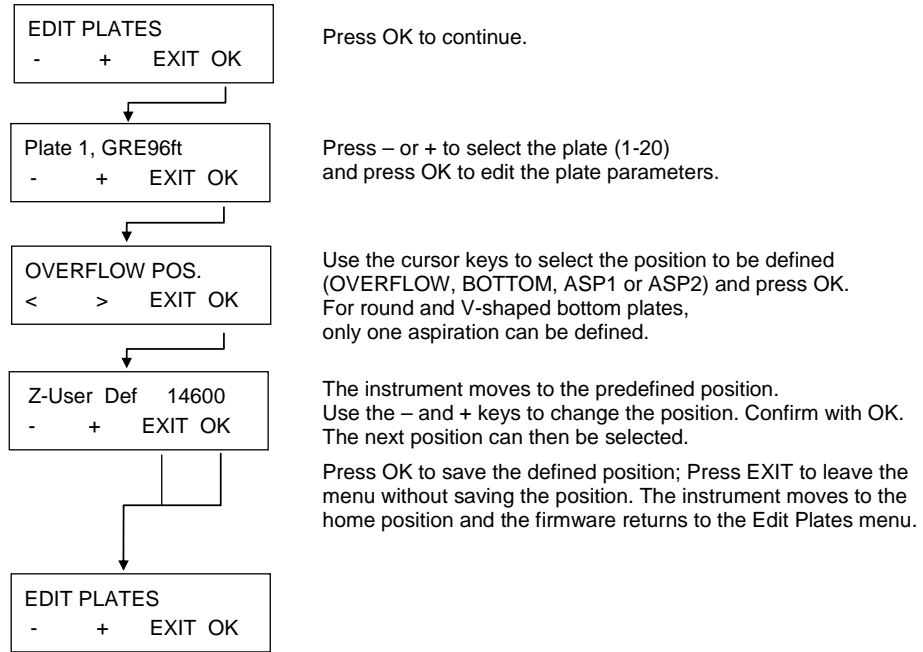 EDIT PLATES
- + EXIT OK
Press OK to continue.
Plate 1, GRE96ft
- + EXIT OK
Press – or + to select the plate (1-20)
and press OK to edit the plate parameters.
OVERFLOW POS.
< > EXIT OK
Use the cursor keys to select the position to be defined
(OVERFLOW, BOTTOM, ASP1 or ASP2) and press OK.
For round and V-shaped bottom plates,
only one aspiration can be defined.
Z-User Def 14600
- + EXIT OK
The instrument moves to the predefined position.
Use the – and + keys to change the position. Confirm with OK.
The next position can then be selected.
Press OK to save the defined position; Press EXIT to leave the
menu without saving the position. The instrument moves to the
home position and the firmware returns to the Edit Plates menu.
EDIT PLATES
- + EXIT OK